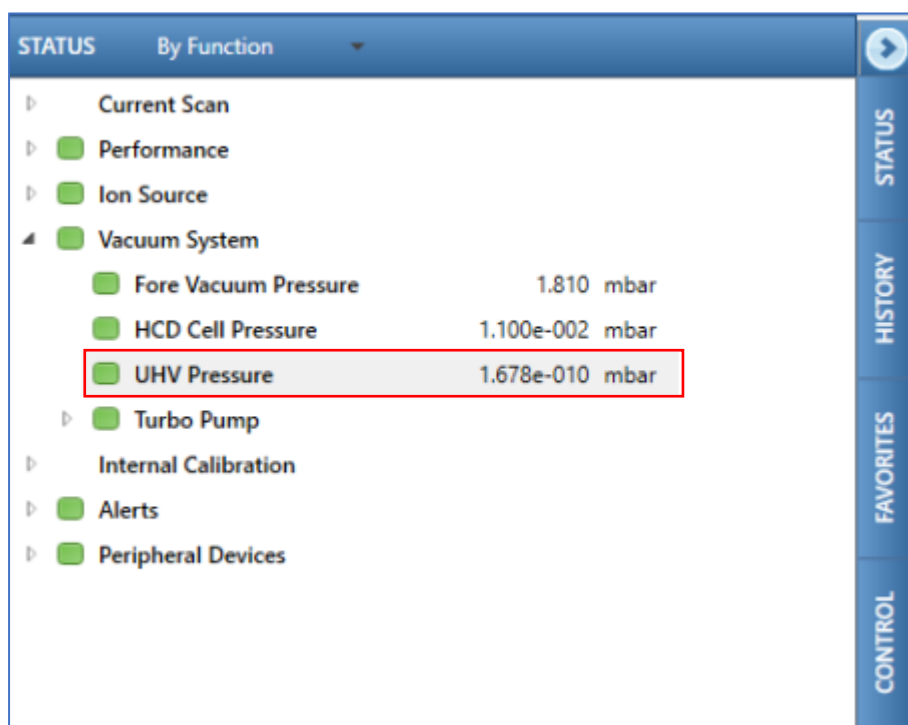 STATUS By Function
Current Scan
Performance
Ion Source
Vacuum System
Fore Vacuum Pressure 1.810 mbar
HCD Cell Pressure 1.100e-002 mbar
UHV Pressure 1.678e-010 mbar
Turbo Pump
Internal Calibration
Alerts
Peripheral Devices
STATUS
HISTORY
FAVORITES
CONTROL